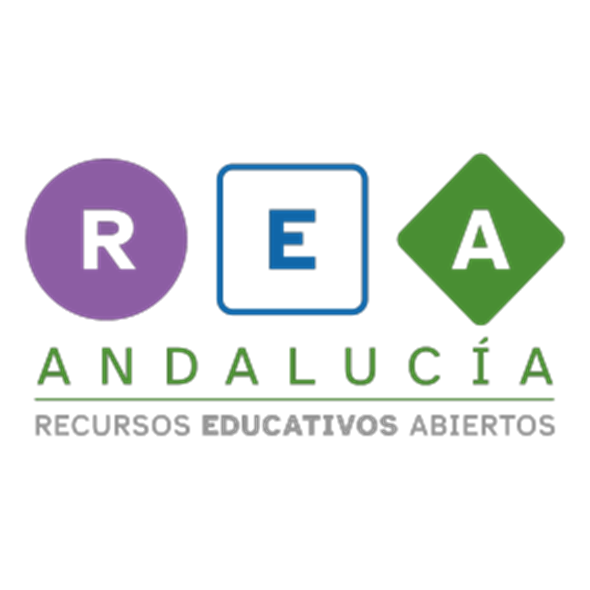 R E A
ANDALUCÍA
RECURSOS EDUCATIVOS ABIERTOS